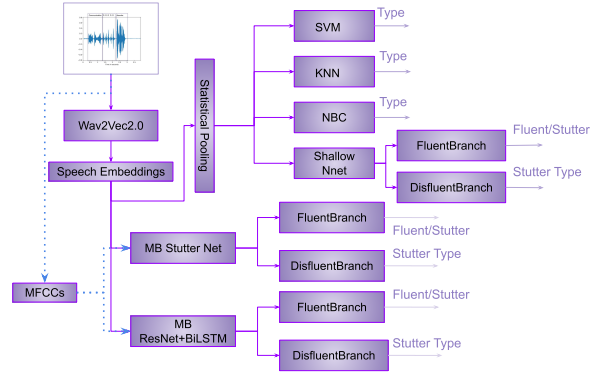 Type
SVM
Type
KNN
Type
NBC
Wav2Vec2.0
Statistical Pooling
Fluent/Stutter
FluentBranch
Shallow
Nnet
Stutter Type
DisfluentBranch
Speech Embeddings
FluentBranch
Fluent/Stutter
MB Stutter Net
Stutter Type
DisfluentBranch
MFCCs
Fluent/Stutter
FluentBranch
MB
ResNet+BiLSTM
Stutter Type
DisfluentBranch